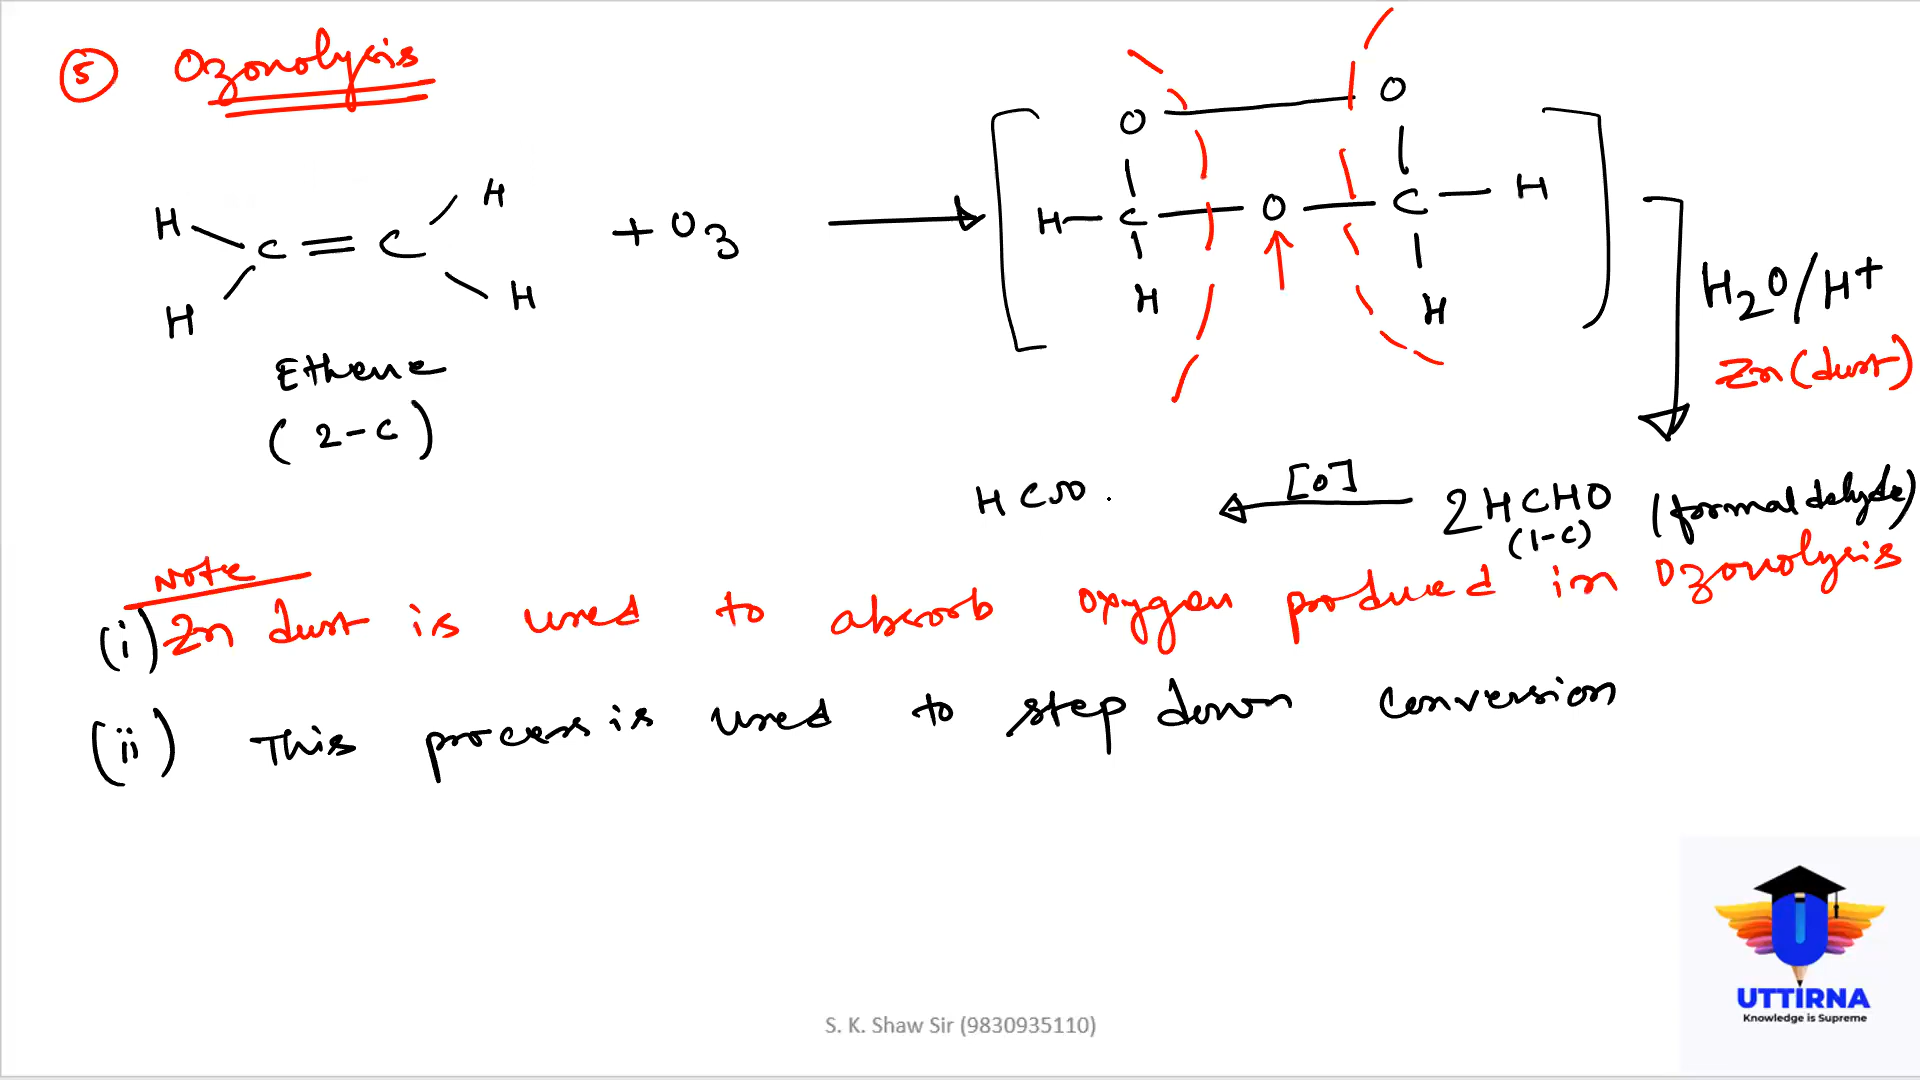 (5) Ozonolysis
H H C = C H H + O3
O O
H - C - O - C - H
H H
H2O/H+
Zn (dust)
Ethene
(2-C)
HCOO. [O] 2HCHO (formaldehyde)
(1-C)
Note
(i) Zn dust is used to absorb oxygen produced in Ozonolysis
(ii) This process is used to step down conversion
UTTIRNA
Knowledge is Supreme
S. K. Shaw Sir (9830935110)